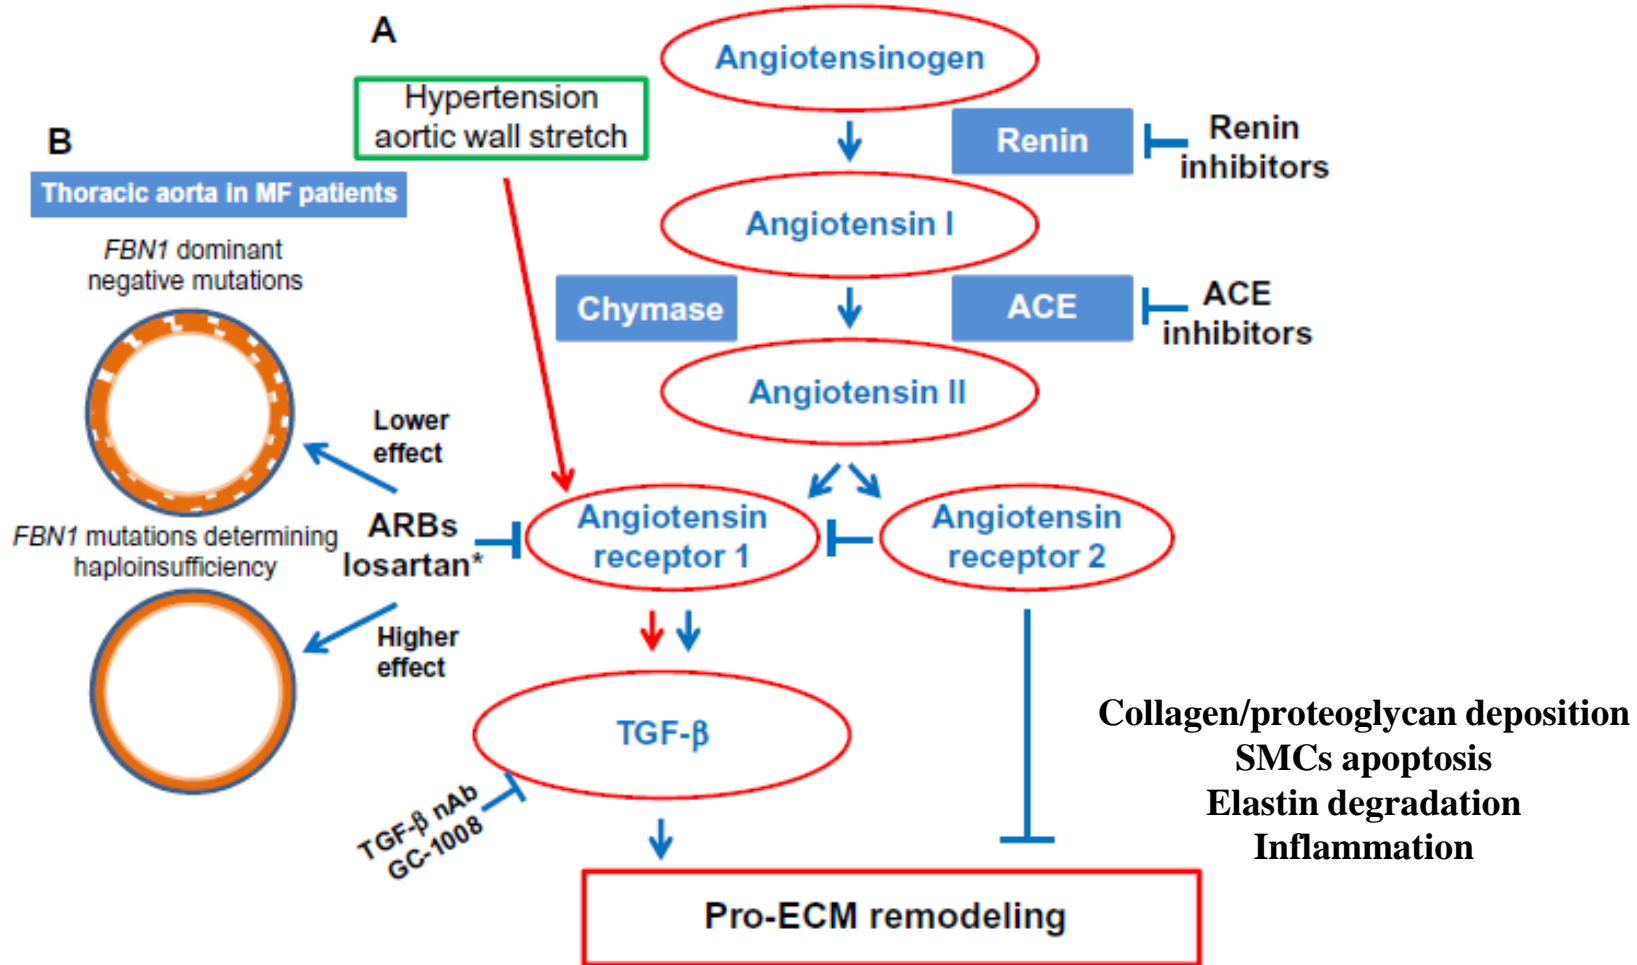 A
Angiotensinogen
Hypertension
aortic wall stretch
Renin
Renin
inhibitors
B
Thoracic aorta in MF patients
Angiotensin I
FBN1 dominant
negative mutations
Chymase
ACE
ACE
inhibitors
Angiotensin II
Lower
effect
ARBs
losartan*
Angiotensin
receptor 1
Angiotensin
receptor 2
FBN1 mutations determining
haploinsufficiency
Higher
effect
TGF-β
TGF-β nAb
GC-1008
Collagen/proteoglycan deposition
SMCs apoptosis
Elastin degradation
Inflammation
Pro-ECM remodeling